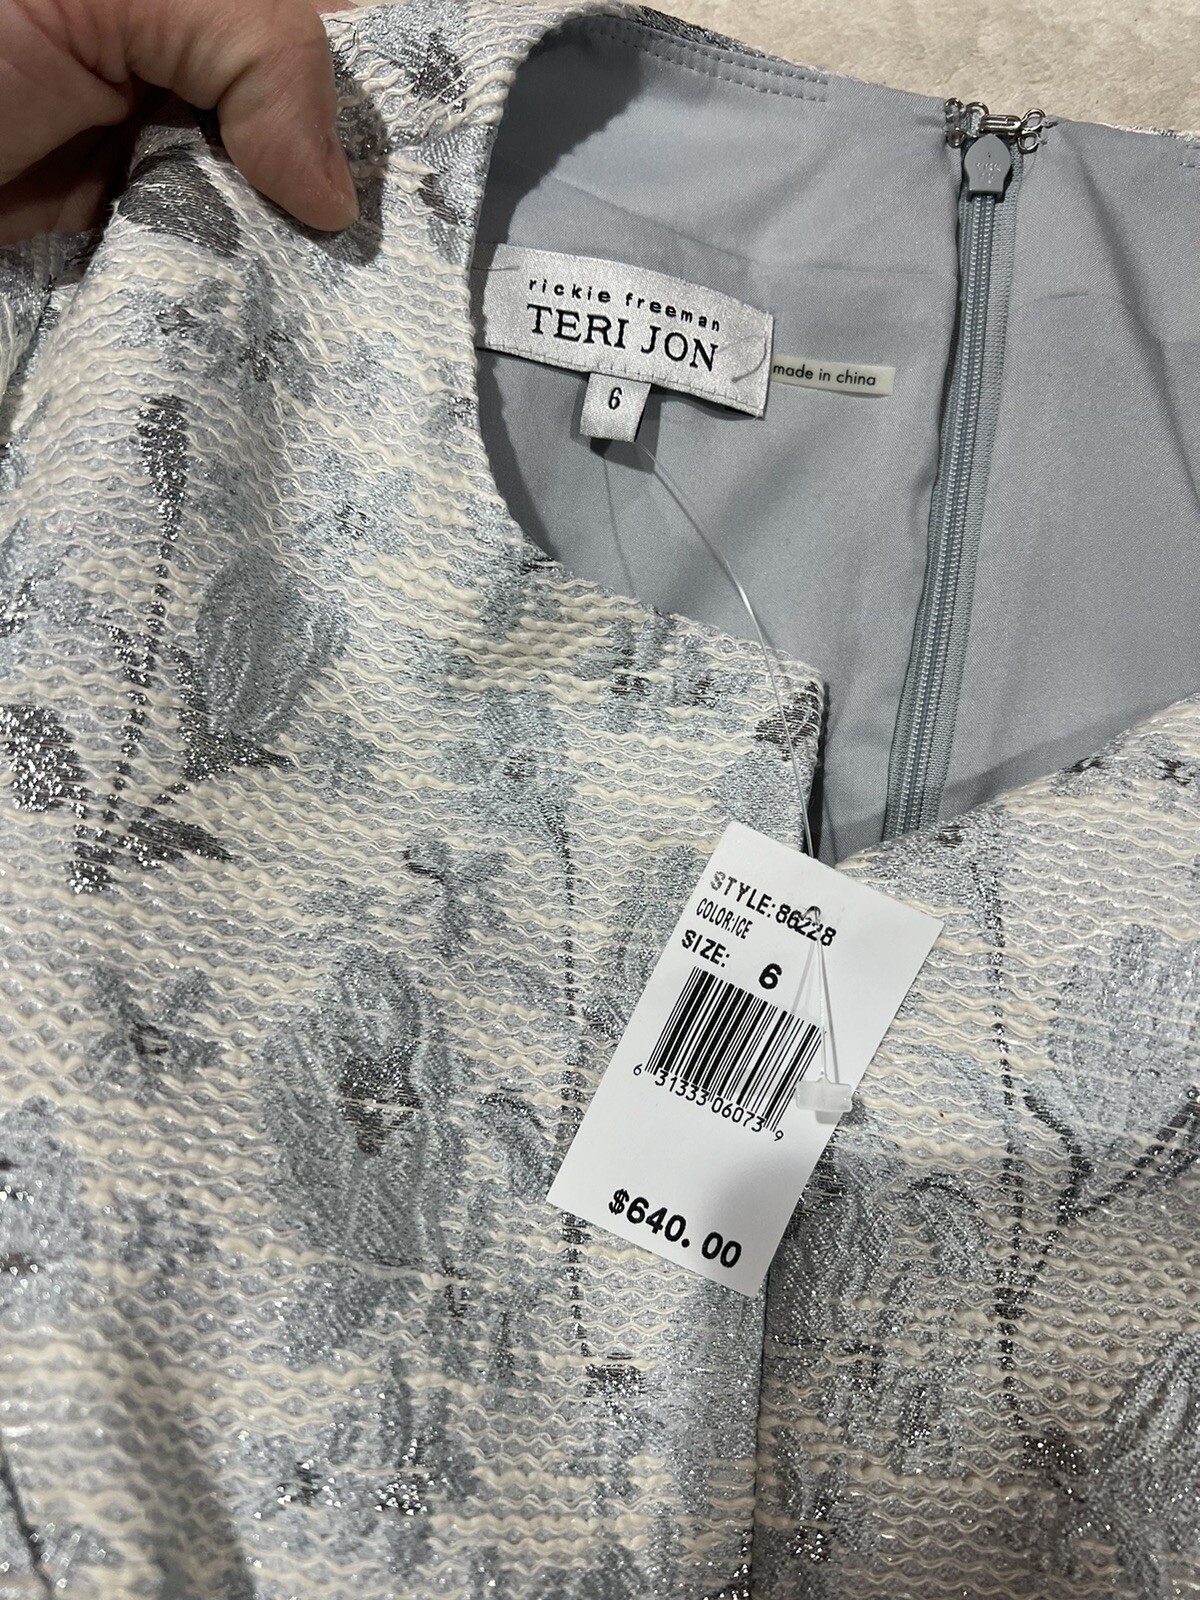 rickie freeman
TERI JON
6
made in china
STYLE:86228
COLOR:ICE
SIZE: 6
6 31333 06073 9
$640.00